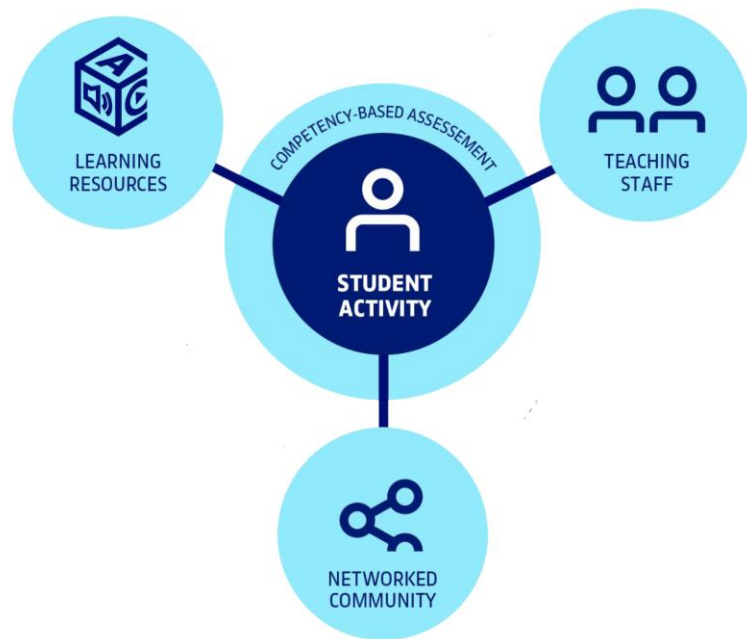 LEARNING
RESOURCES
COMPETENCY-BASED ASSESSEMENT
STUDENT
ACTIVITY
TEACHING
STAFF
NETWORKED
COMMUNITY